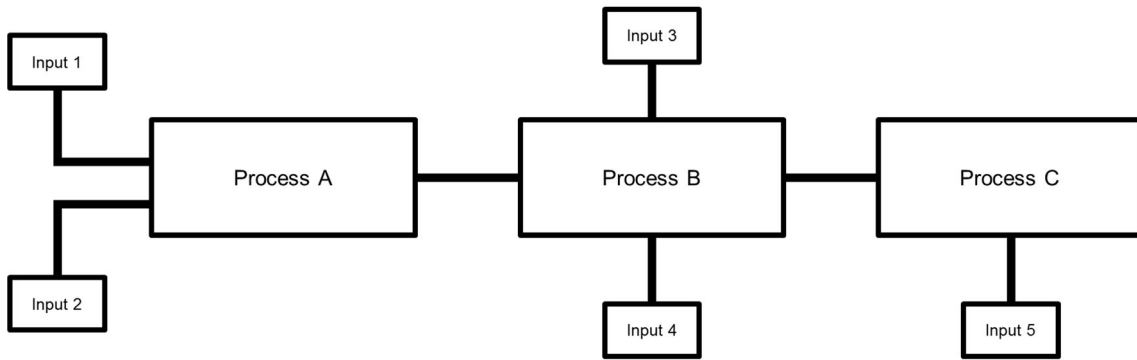 Input 1
Input 3
Process A
Process B
Process C
Input 2
Input 4
Input 5